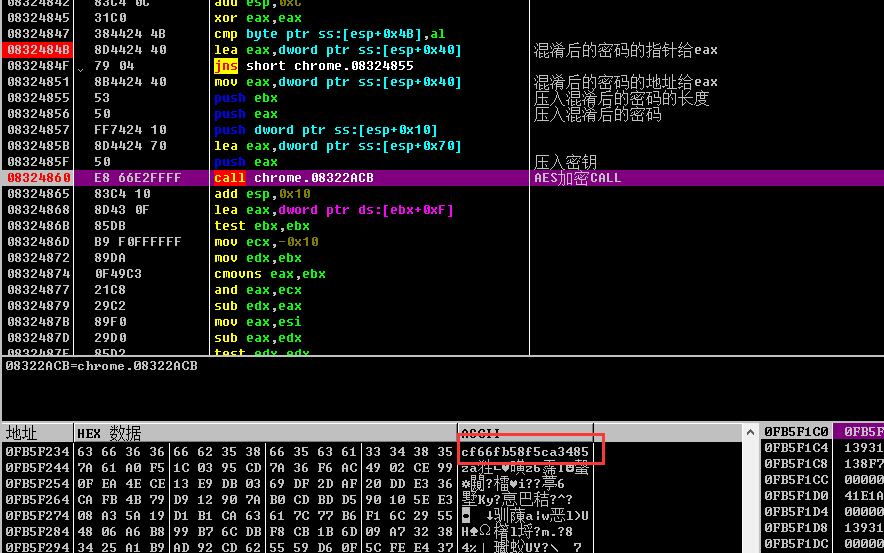 08324842 83C4 0C add esp,0xC
08324845 31C0 xor eax,eax
08324847 384424 4B cmp byte ptr ss:[esp+0x4B],al
0832484B 8D4424 40 lea eax,dword ptr ss:[esp+0x40] 混淆后的密码的指针给eax
0832484F 79 04 jns short chrome.08324855
08324851 8B4424 40 mov eax,dword ptr ss:[esp+0x40] 混淆后的密码的地址给eax
08324855 53 push ebx 压入混淆后的密码的长度
08324856 50 push eax 压入混淆后的密码
08324857 FF7424 10 push dword ptr ss:[esp+0x10]
0832485B 8D4424 70 lea eax,dword ptr ss:[esp+0x70]
0832485F 50 push eax 压入密钥
08324860 E8 66E2FFFF call chrome.08322ACB AES加密CALL
08324865 83C4 10 add esp,0x10
08324868 8D43 0F lea eax,dword ptr ds:[ebx+0xF]
0832486B 85DB test ebx,ebx
0832486D B9 F0FFFFFF mov ecx,-0x10
08324872 89DA mov edx,ebx
08324874 0F49C3 cmovns eax,ebx
08324877 21C8 and eax,ecx
08324879 29C2 sub edx,eax
0832487B 89F0 mov eax,esi
0832487D 29D0 sub eax,edx
0832487F 85D2 test edx,edx
08322ACB=chrome.08322ACB
地址 HEX 数据 ASCII
0FB5F234 63 66 36 36 66 62 35 38 66 35 63 61 33 34 38 35 cf66fb58f5ca3485
0FB5F244 7A 61 A0 F5 1C 03 95 CD 7A 36 F6 AC 49 02 CE 99
0FB5F254 0F EA 4E CE 13 E9 DB 03 69 DF 2D AF 20 DD E3 36
0FB5F264 CA FB 4B 79 D9 12 90 7A B0 CD BD D5 90 10 5E E3
0FB5F274 08 A3 5A 19 D1 B1 CA 63 61 7C 77 B6 F1 6C 29 55
0FB5F284 48 06 A6 B8 99 B7 6C DB F8 CB 1B 6D 09 A7 32 38
0FB5F294 34 25 A1 B9 AD 92 CD 62 55 59 D6 0F 5C FE E4 37
0FB5F1C0 0FB5F
0FB5F1C4 13931
0FB5F1C8 138F7
0FB5F1CC 00000
0FB5F1D0 41E1A
0FB5F1D4 00000
0FB5F1D8 13931
0FB5F1DC 00000